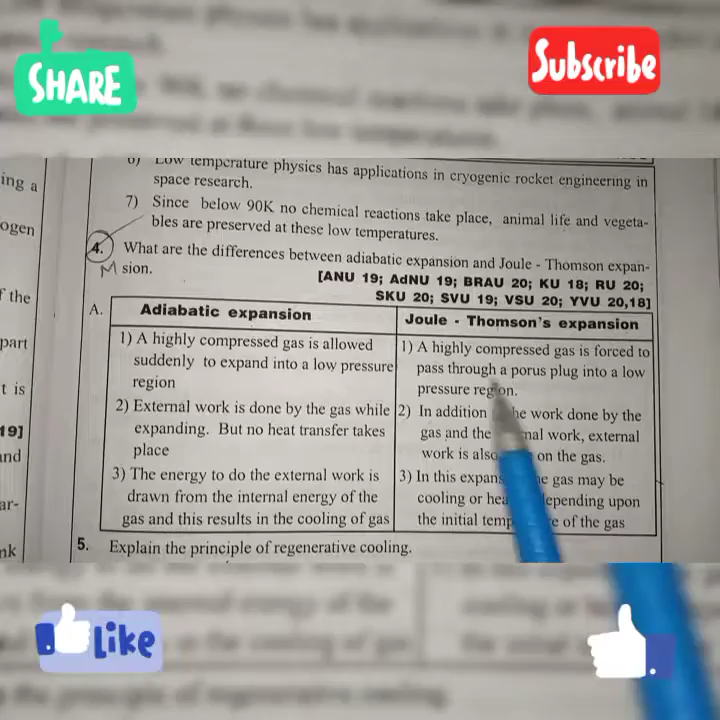 SHARE
Subscribe
6) Low temperature physics has applications in cryogenic rocket engineering in
space research.
7) Since below 90K no chemical reactions take place, animal life and vegeta-
bles are preserved at these low temperatures.
4. What are the differences between adiabatic expansion and Joule - Thomson expan-
M sion.
[ANU 19; AdNU 19; BRAU 20; KU 18; RU 20;
SKU 20; SVU 19; VSU 20; YVU 20,18]
A.
Adiabatic expansion
1) A highly compressed gas is allowed
suddenly to expand into a low pressure
region
2) External work is done by the gas while
expanding. But no heat transfer takes
place
3) The energy to do the external work is
drawn from the internal energy of the
gas and this results in the cooling of gas
Joule - Thomson's expansion
1) A highly compressed gas is forced to
pass through a porus plug into a low
pressure region.
2) In addition he work done by the
gas and the nal work, external
work is also on the gas.
3) In this expans e gas may be
cooling or hea depending upon
the initial temp e of the gas
5. Explain the principle of regenerative cooling.
ing a
ogen
f the
part
t is
19]
and
ar-
nk
Like